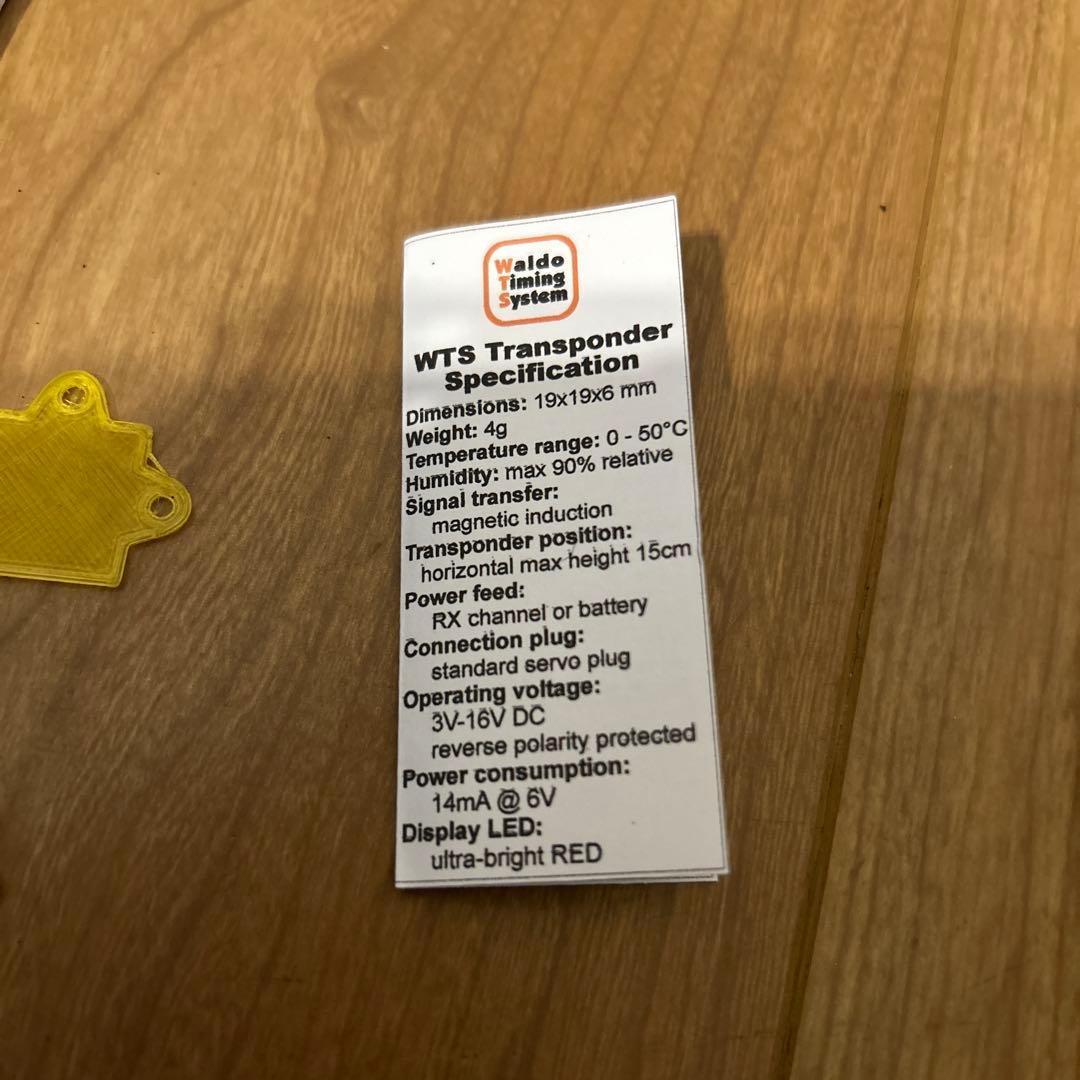 Waldo
Timing
System
WTS Transponder
Specification
Dimensions: 19x19x6 mm
Weight: 4g
Temperature range: 0 - 50°C
Humidity: max 90% relative
Signal transfer:
magnetic induction
Transponder position:
horizontal max height 15cm
Power feed:
RX channel or battery
Connection plug:
standard servo plug
Operating voltage:
3V-16V DC
reverse polarity protected
Power consumption:
14mA @ 6V
Display LED:
ultra-bright RED